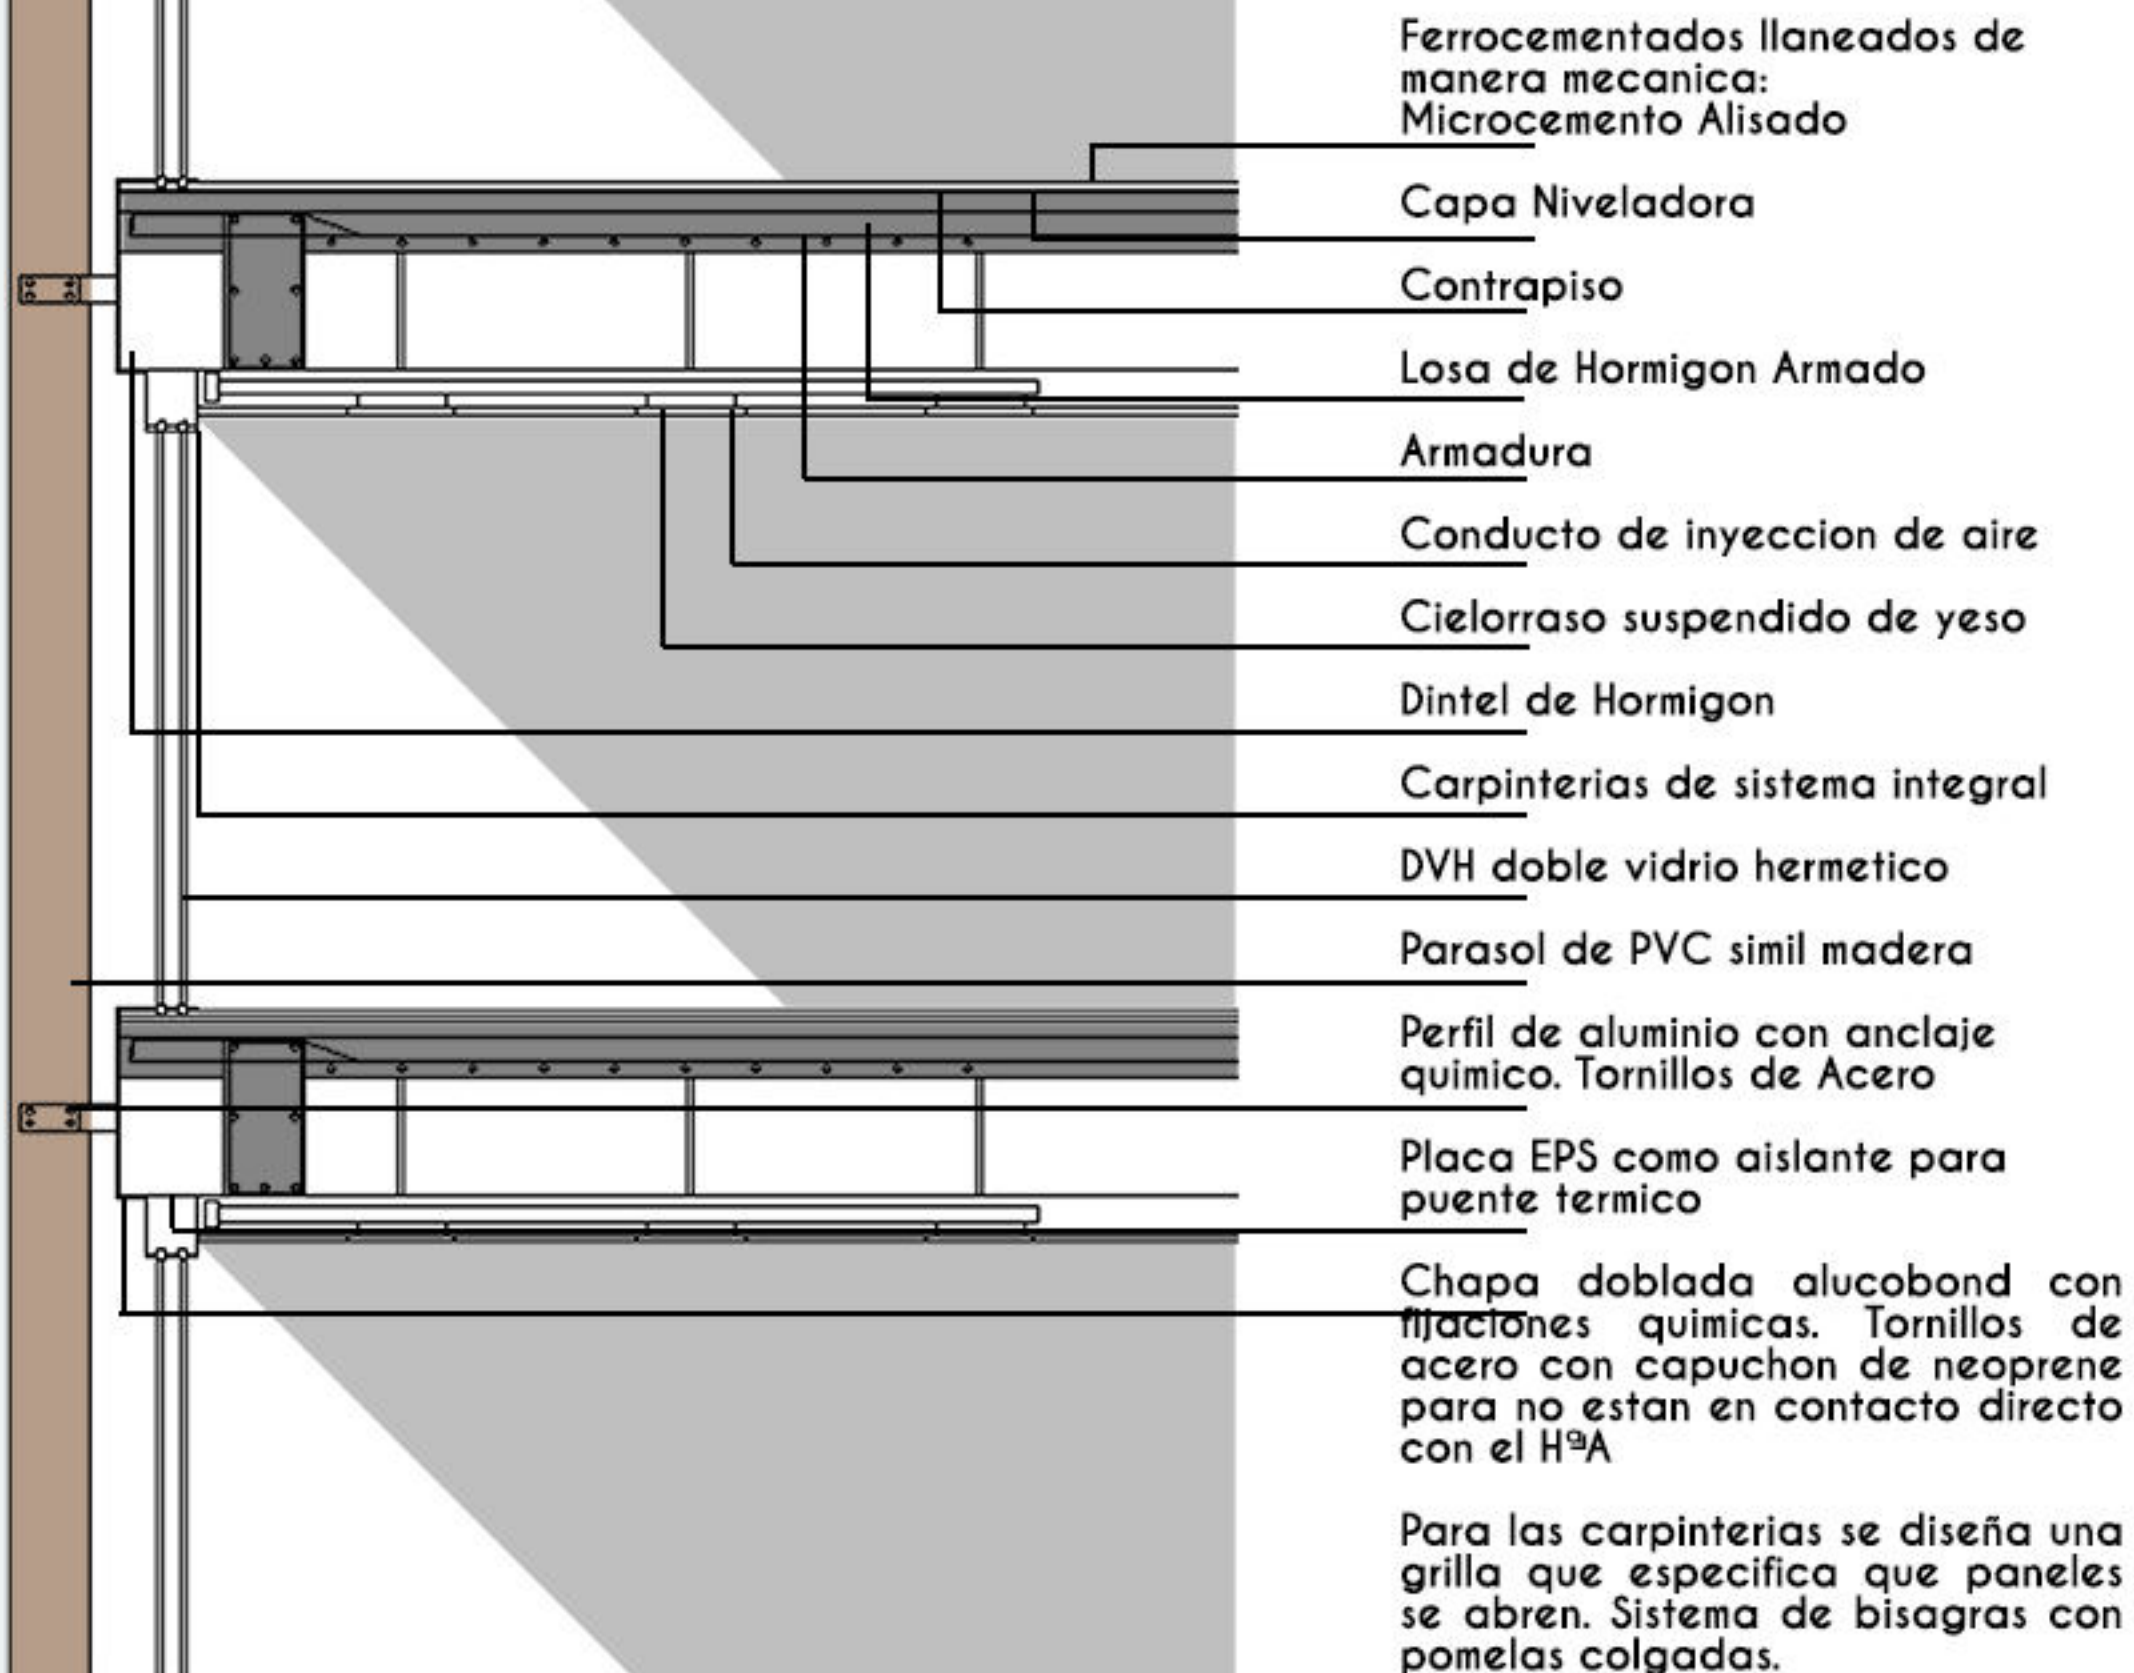 Ferrocementados llaneados de
manera mecanica:
Microcemento Alisado
Capa Niveladora
Contrapiso
Losa de Hormigon Armado
Armadura
Conducto de inyeccion de aire
Cielorraso suspendido de yeso
Dintel de Hormigon
Carpinterias de sistema integral
DVH doble vidrio hermetico
Parasol de PVC simil madera
Perfil de aluminio con anclaje
quimico. Tornillos de Acero
Placa EPS como aislante para
puente termico
Chapa doblada alucobond con
fijaciones quimicas. Tornillos de
acero con capuchon de neoprene
para no estan en contacto directo
con el HºA
Para las carpinterias se diseña una
grilla que especifica que paneles
se abren. Sistema de bisagras con
pomelas colgadas.